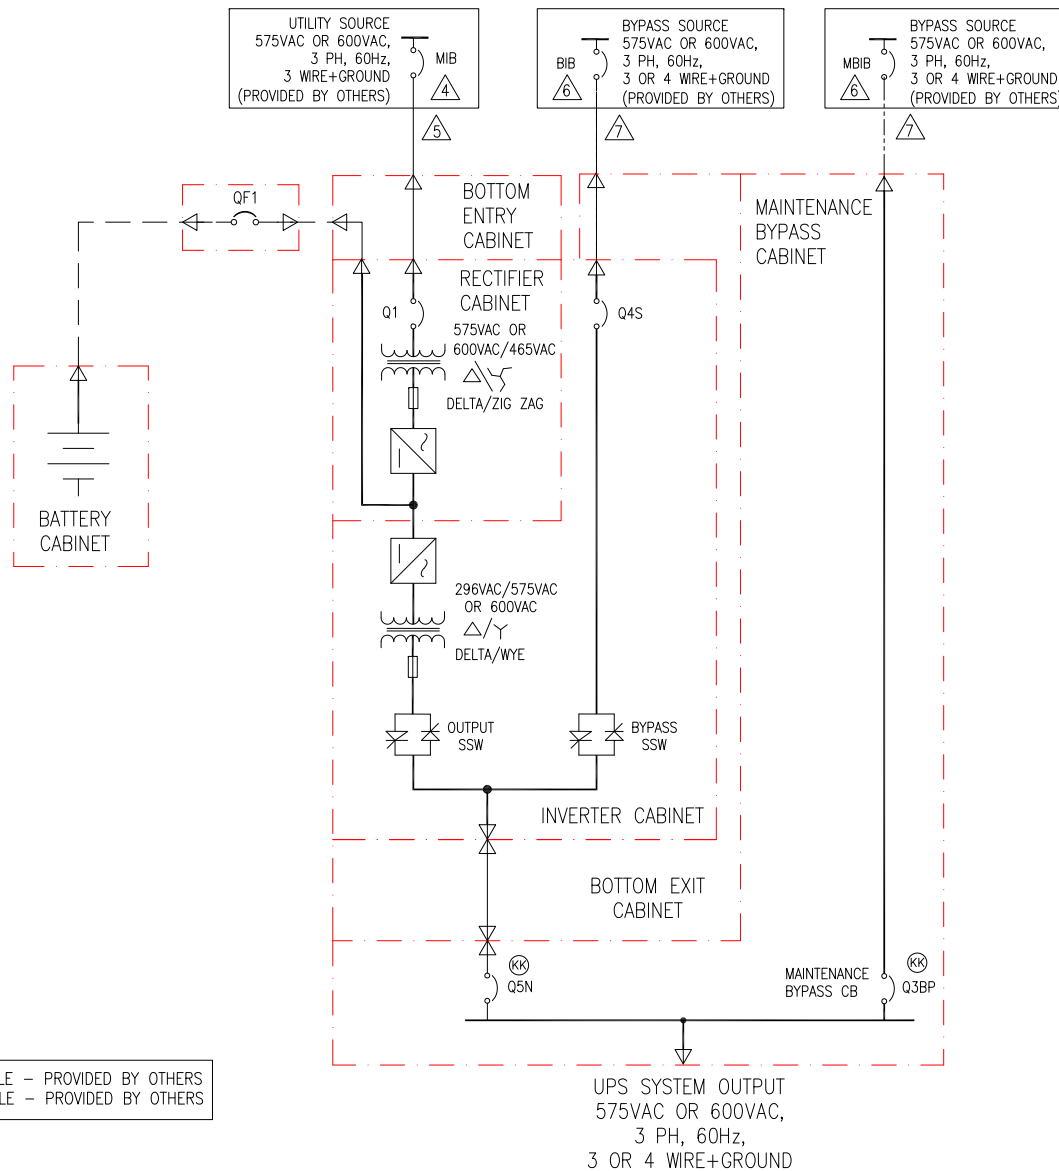 UTILITY SOURCE
575VAC OR 600VAC,
3 PH, 60Hz,
3 WIRE+GROUND
(PROVIDED BY OTHERS)
MIB
4
5
BYPASS SOURCE
575VAC OR 600VAC,
3 PH, 60Hz,
3 OR 4 WIRE+GROUND
(PROVIDED BY OTHERS)
BIB
6
7
BYPASS SOURCE
575VAC OR 600VAC,
3 PH, 60Hz,
3 OR 4 WIRE+GROUND
(PROVIDED BY OTHERS)
MBIB
6
7
QF1
BOTTOM
ENTRY
CABINET
MAINTENANCE
BYPASS
CABINET
RECTIFIER
CABINET
Q1
Q4S
575VAC OR
600VAC/465VAC
DELTA/ZIG ZAG
BATTERY
CABINET
296VAC/575VAC
OR 600VAC
DELTA/WYE
OUTPUT
SSW
BYPASS
SSW
INVERTER CABINET
BOTTOM EXIT
CABINET
KK
Q5N
MAINTENANCE
BYPASS CB
KK
Q3BP
LE - PROVIDED BY OTHERS
LE - PROVIDED BY OTHERS
UPS SYSTEM OUTPUT
575VAC OR 600VAC,
3 PH, 60Hz,
3 OR 4 WIRE+GROUND